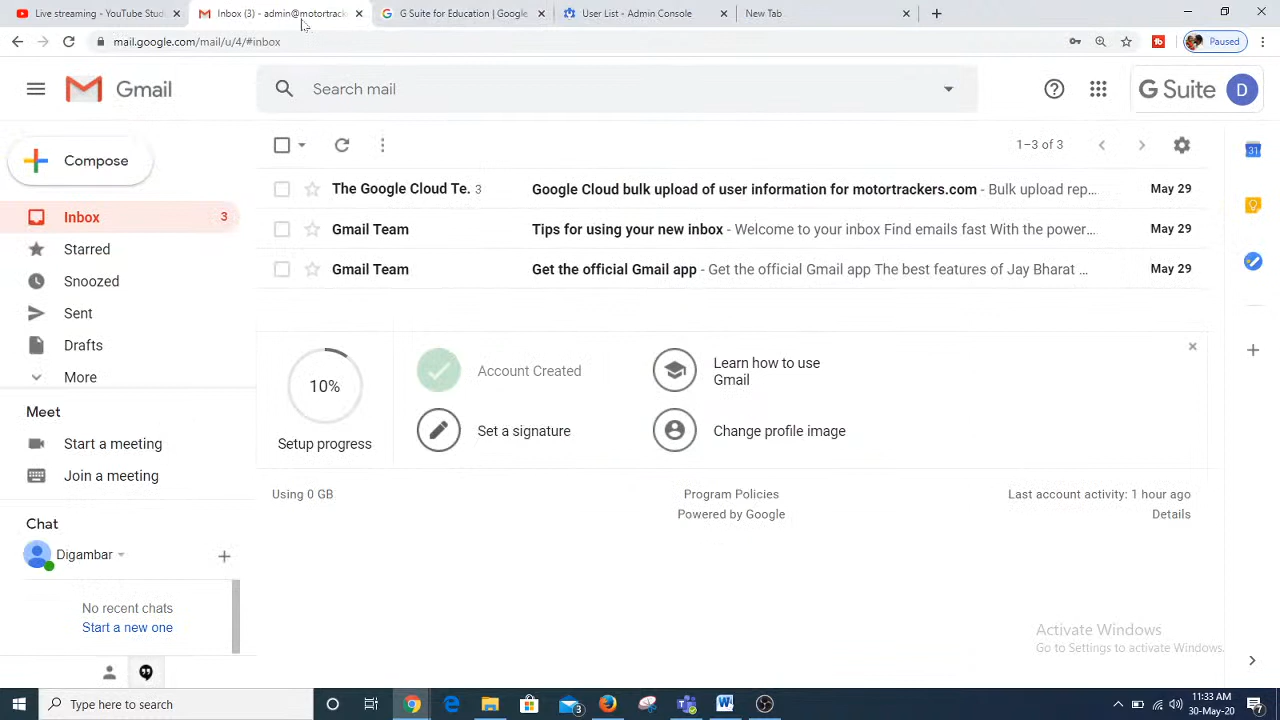 Live streaming - YouTube Studio
Inbox (3) - admin@motortrack
G Suite for Education | Google
User List - Admin Console
New Tab
mail.google.com/mail/u/4/#inbox
Paused
Gmail
Search mail
G Suite
D
Compose
1–3 of 3
31
The Google Cloud Te. 3 Google Cloud bulk upload of user information for motortrackers.com - Bulk upload rep... May 29
Inbox 3
Gmail Team Tips for using your new inbox - Welcome to your inbox Find emails fast With the power... May 29
Starred
Gmail Team Get the official Gmail app - Get the official Gmail app The best features of Jay Bharat ... May 29
Snoozed
Sent
Drafts
More
10%
Setup progress
Account Created
Learn how to use
Gmail
Set a signature
Change profile image
Meet
Start a meeting
Join a meeting
Using 0 GB
Program Policies
Powered by Google
Last account activity: 1 hour ago
Details
Chat
Digambar
No recent chats
Start a new one
Activate Windows
Go to Settings to activate Windows.
Type here to search
3
11:33 AM
30-May-20
7